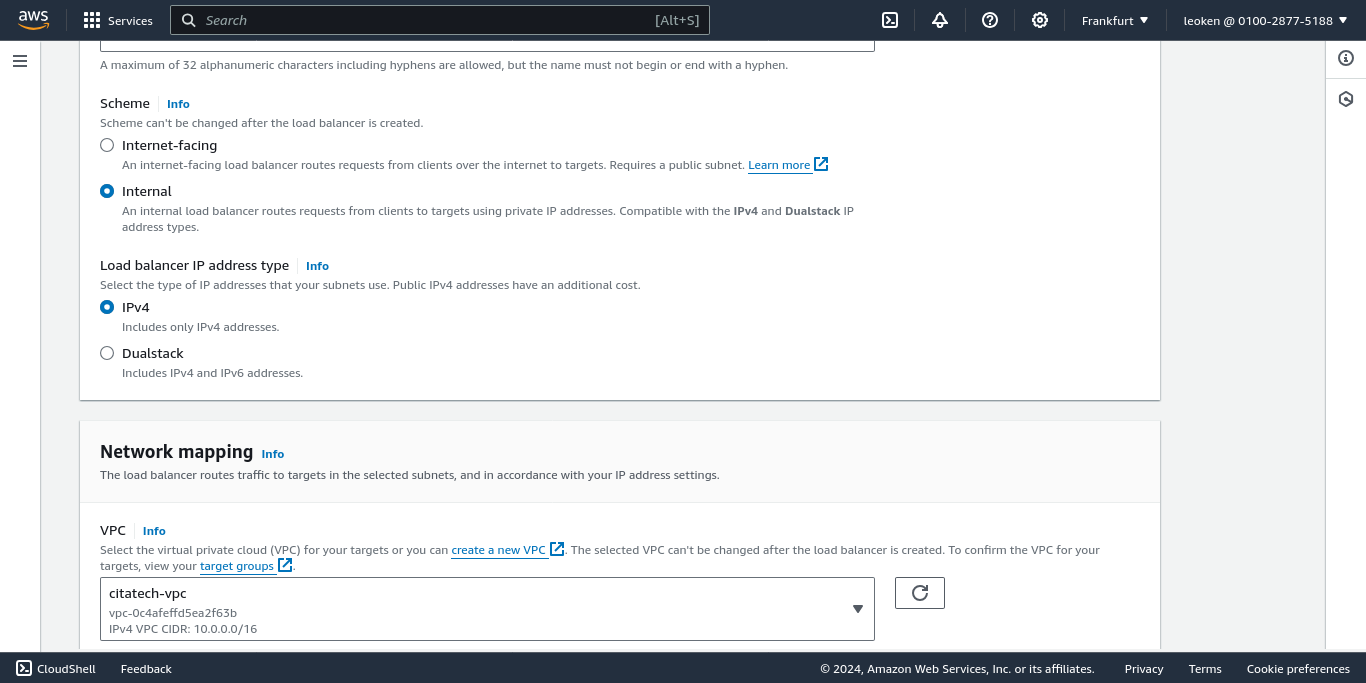 aws
Services
Search
[Alt+S]
Frankfurt
leoken @ 0100-2877-5188
A maximum of 32 alphanumeric characters including hyphens are allowed, but the name must not begin or end with a hyphen.
Scheme
Info
Scheme can't be changed after the load balancer is created.
Internet-facing
An internet-facing load balancer routes requests from clients over the internet to targets. Requires a public subnet. Learn more
Internal
An internal load balancer routes requests from clients to targets using private IP addresses. Compatible with the IPv4 and Dualstack IP
address types.
Load balancer IP address type
Info
Select the type of IP addresses that your subnets use. Public IPv4 addresses have an additional cost.
IPv4
Includes only IPv4 addresses.
Dualstack
Includes IPv4 and IPv6 addresses.
Network mapping
Info
The load balancer routes traffic to targets in the selected subnets, and in accordance with your IP address settings.
VPC
Info
Select the virtual private cloud (VPC) for your targets or you can create a new VPC. The selected VPC can't be changed after the load balancer is created. To confirm the VPC for your
targets, view your target groups.
citatech-vpc
vpc-0c4afeffd5ea2f63b
IPv4 VPC CIDR: 10.0.0.0/16
CloudShell
Feedback
© 2024, Amazon Web Services, Inc. or its affiliates.
Privacy
Terms
Cookie preferences